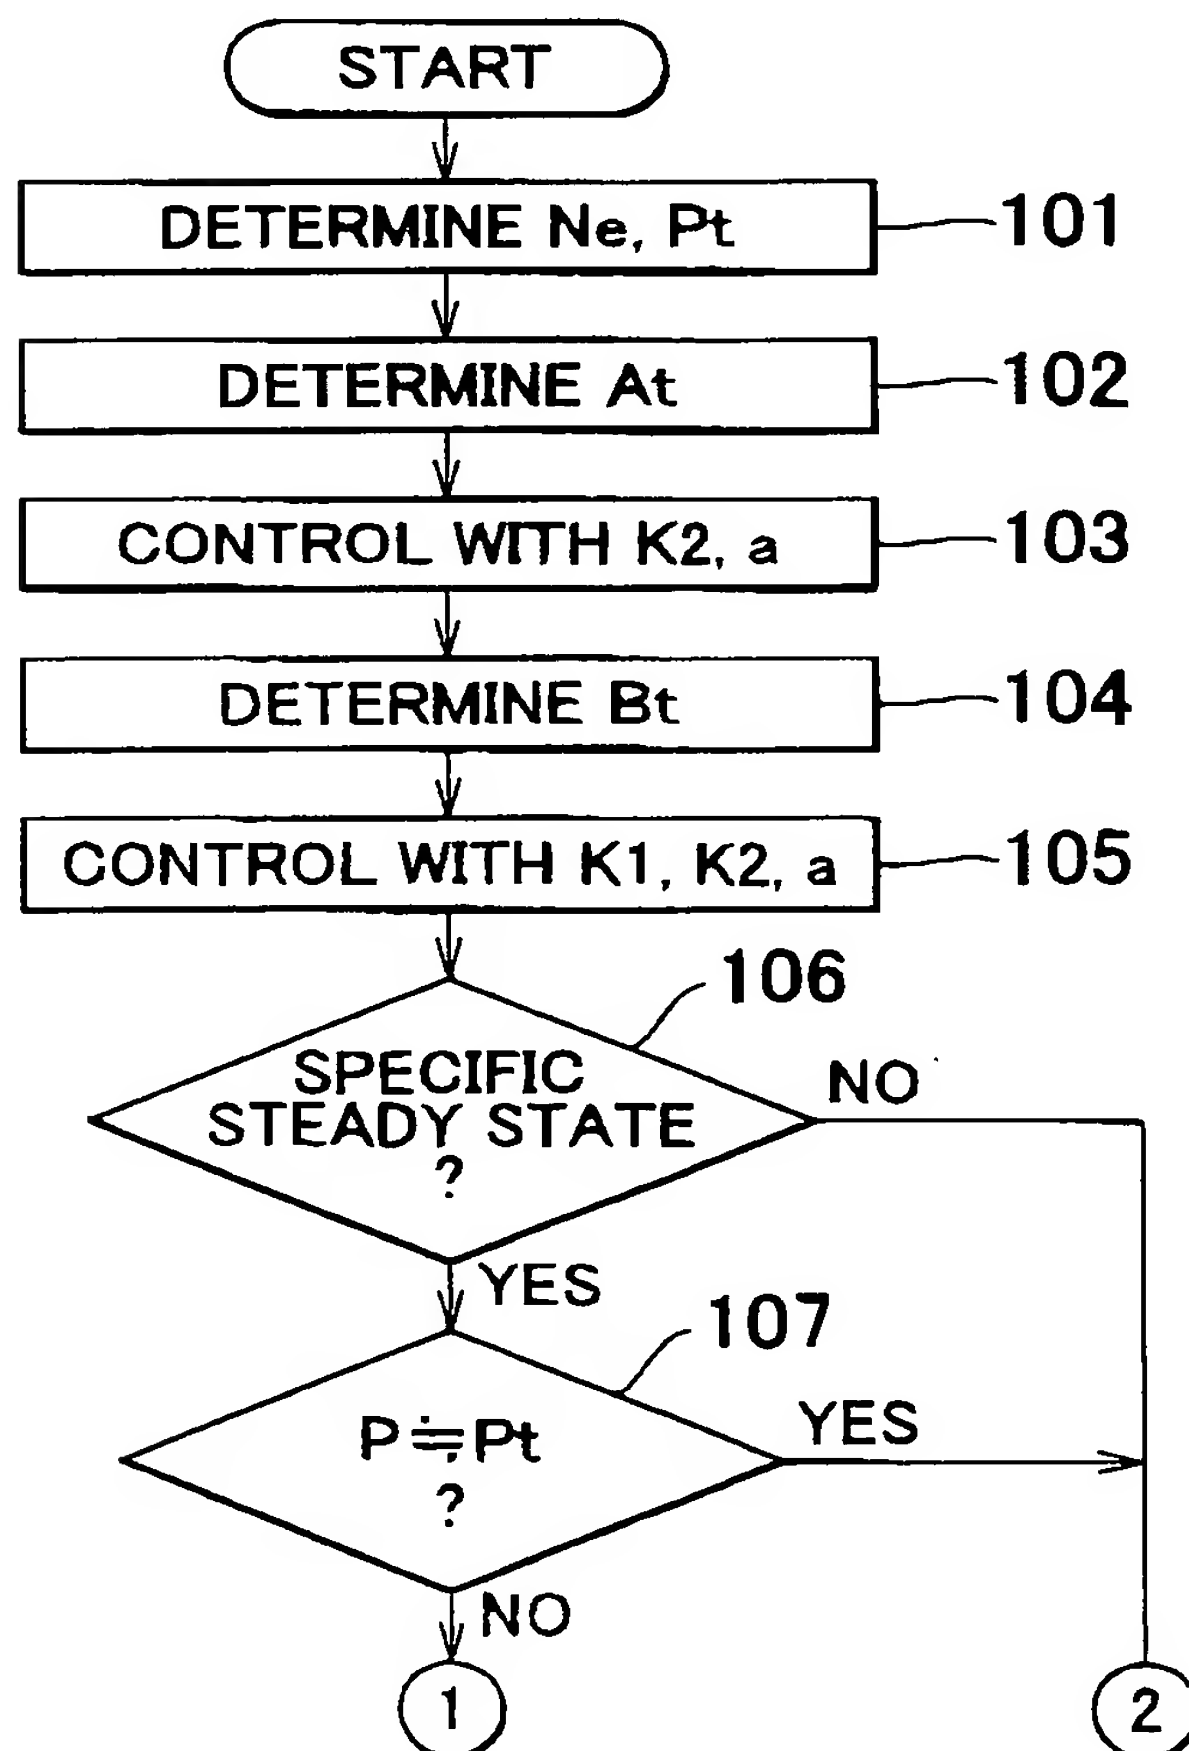 START
DETERMINE Ne, Pt
101
DETERMINE At
102
CONTROL WITH K2, a
103
DETERMINE Bt
104
CONTROL WITH K1, K2, a
105
106
SPECIFIC
STEADY STATE
?
NO
YES
107
P≒Pt
?
YES
NO
1
2